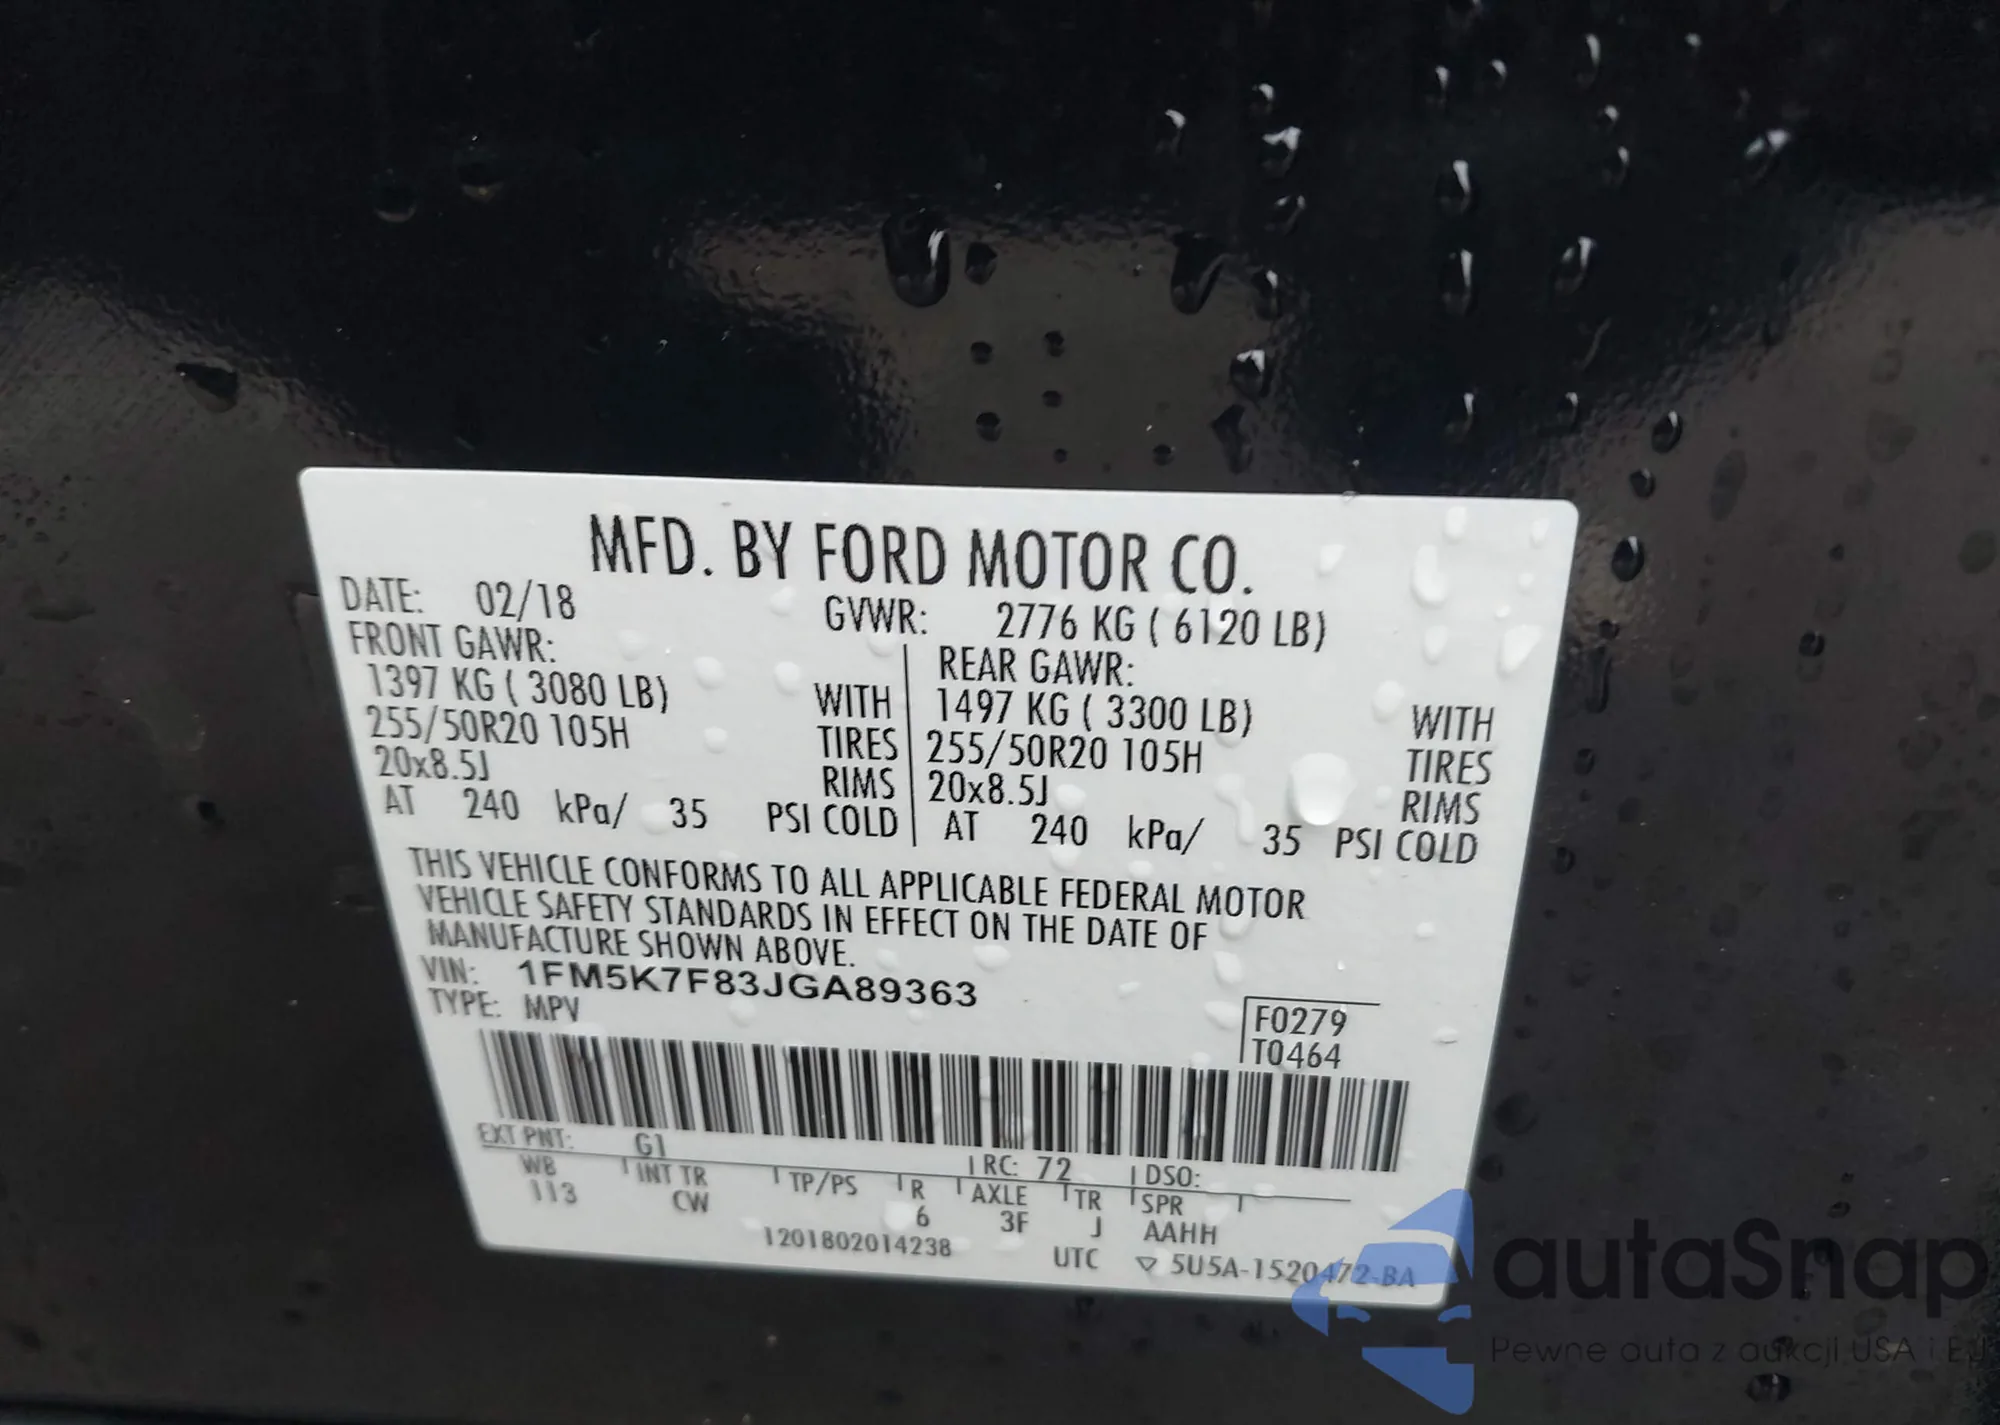 MFD. BY FORD MOTOR CO.
DATE: 02/18 GVWR: 2776 KG ( 6120 LB)
FRONT GAWR: REAR GAWR:
1397 KG ( 3080 LB) WITH 1497 KG ( 3300 LB) WITH
255/50R20 105H TIRES 255/50R20 105H TIRES
20x8.5J RIMS 20x8.5J RIMS
AT 240 kPa/ 35 PSI COLD AT 240 kPa/ 35 PSI COLD
THIS VEHICLE CONFORMS TO ALL APPLICABLE FEDERAL MOTOR
VEHICLE SAFETY STANDARDS IN EFFECT ON THE DATE OF
MANUFACTURE SHOWN ABOVE.
VIN: 1FM5K7F83JGA89363
TYPE: MPV
F0279
T0464
EXT PNT: G1 RC: 72 DSO:
WB INT TR TP/PS R AXLE TR SPR
113 CW 6 3F J AAHH
1201802014238 UTC ▽ 5U5A-1520472-BA
autaSnap
Pewne auta z aukcji USA i EU